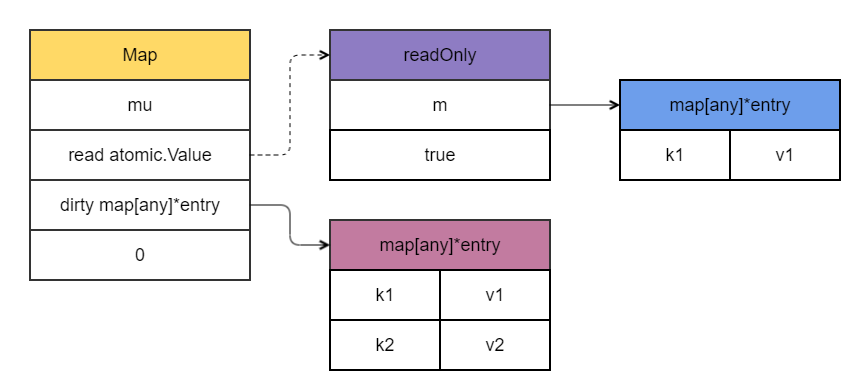 Map
mu
read atomic.Value
dirty map[any]*entry
0
readOnly
m
true
map[any]*entry
k1 v1
map[any]*entry
k1 v1
k2 v2